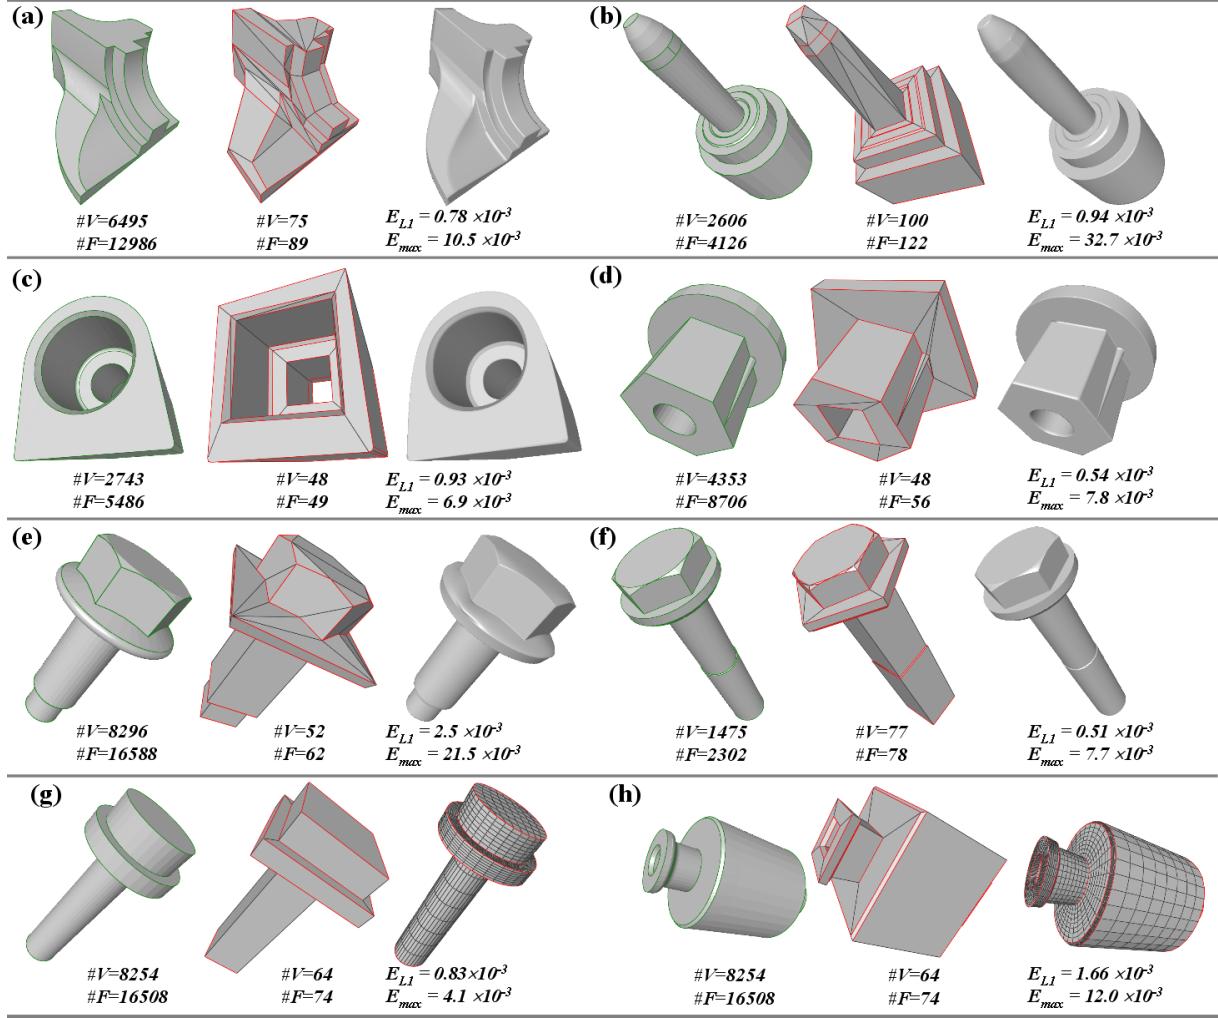 (a)
#V=6495
#F=12986
#V=75
#F=89
E_L1 = 0.78 ×10^-3
E_max = 10.5 ×10^-3
(b)
#V=2606
#F=4126
#V=100
#F=122
E_L1 = 0.94 ×10^-3
E_max = 32.7 ×10^-3
(c)
#V=2743
#F=5486
#V=48
#F=49
E_L1 = 0.93 ×10^-3
E_max = 6.9 ×10^-3
(d)
#V=4353
#F=8706
#V=48
#F=56
E_L1 = 0.54 ×10^-3
E_max = 7.8 ×10^-3
(e)
#V=8296
#F=16588
#V=52
#F=62
E_L1 = 2.5 ×10^-3
E_max = 21.5 ×10^-3
(f)
#V=1475
#F=2302
#V=77
#F=78
E_L1 = 0.51 ×10^-3
E_max = 7.7 ×10^-3
(g)
#V=8254
#F=16508
#V=64
#F=74
E_L1 = 0.83×10^-3
E_max = 4.1 ×10^-3
(h)
#V=8254
#F=16508
#V=64
#F=74
E_L1 = 1.66 ×10^-3
E_max = 12.0 ×10^-3